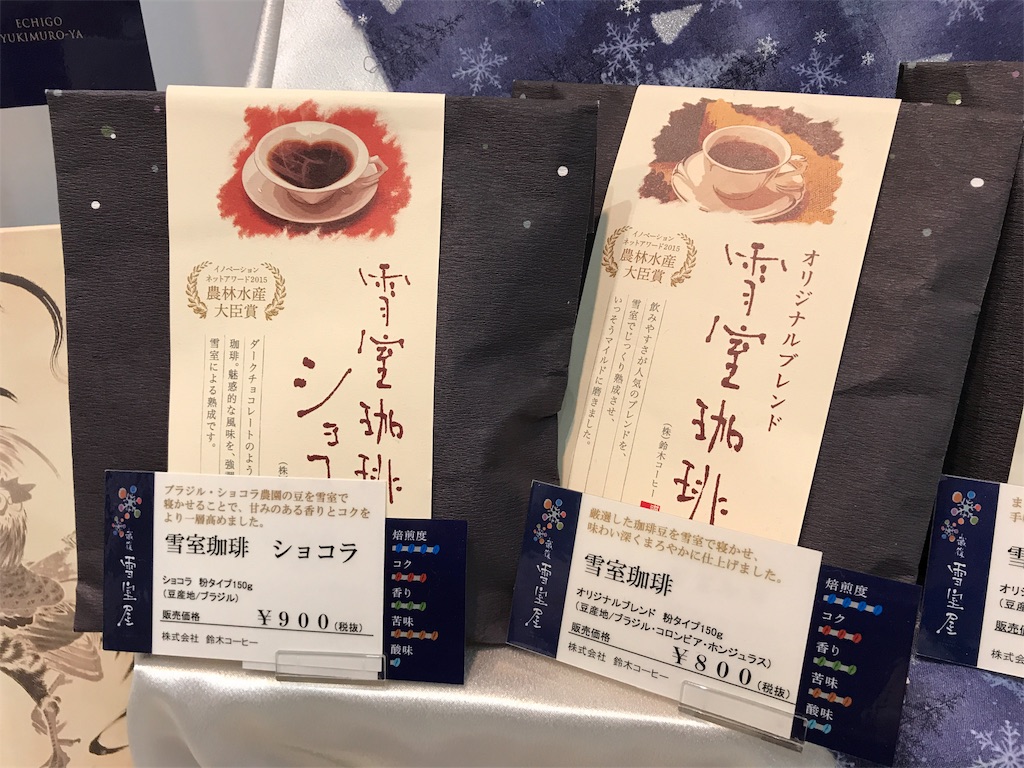 ECHIGO
YUKIMURO-YA
イノベーション
ネットアワード2015
農林水産
大臣賞
雪室珈琲
ショコ
ダークチョコレートのよう
珈琲。魅惑的な風味を、強
雪室による熟成です。
(株)
ブラジル・ショコラ農園の豆を雪室で
寝かせることで、甘みのある香りとコクを
より一層高めました。
雪室珈琲 ショコラ
ショコラ 粉タイプ150g
(豆産地/ブラジル)
販売価格
¥900(税抜)
株式会社 鈴木コーヒー
越後 雪室屋
焙煎度
コク
香り
苦味
酸味
イノベーション
ネットアワード2015
農林水産
大臣賞
オリジナルブレンド
雪室珈琲
飲みやすさが人気のブレンドを、
雪室でじっくり熟成させ、
いっそうマイルドに磨きました。
(株)鈴木コーヒー
厳選した珈琲豆を雪室で寝かせ、
味わい深くまろやかに仕上げました。
雪室珈琲
オリジナルブレンド 粉タイプ150g
(豆産地/ブラジル・コロンビア・ホンジュラス)
販売価格
¥800(税抜)
株式会社 鈴木コーヒー
越後 雪室屋
焙煎度
コク
香り
苦味
酸味
ま
手
雪
オ
(豆産
販売
株式会
越後 雪室屋